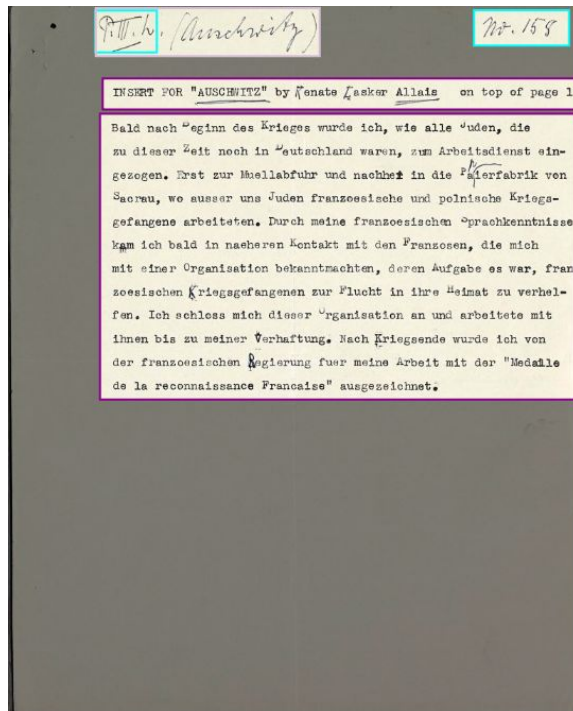 P.III.h. (Auschwitz)
No. 158
INSERT FOR "AUSCHWITZ" by Renate Lasker Allais on top of page 1
Bald nach Beginn des Krieges wurde ich, wie alle Juden, die
zu dieser Zeit noch in Deutschland waren, zum Arbeitsdienst ein-
gezogen. Erst zur Muellabfuhr und nachher in die Papierfabrik von
Sacrau, wo ausser uns Juden franzoesische und polnische Kriegs-
gefangene arbeiteten. Durch meine franzoesischen Sprachkenntnisse
kam ich bald in naeheren Kontakt mit den Franzosen, die mich
mit einer Organisation bekanntmachten, deren Aufgabe es war, fran
zoesischen Kriegsgefangenen zur Flucht in ihre Heimat zu verhel-
fen. Ich schloss mich dieser Organisation an und arbeitete mit
ihnen bis zu meiner Verhaftung. Nach Kriegsende wurde ich von
der franzoesischen Regierung fuer meine Arbeit mit der "Medaille
de la reconnaissance Francaise" ausgezeichnet.